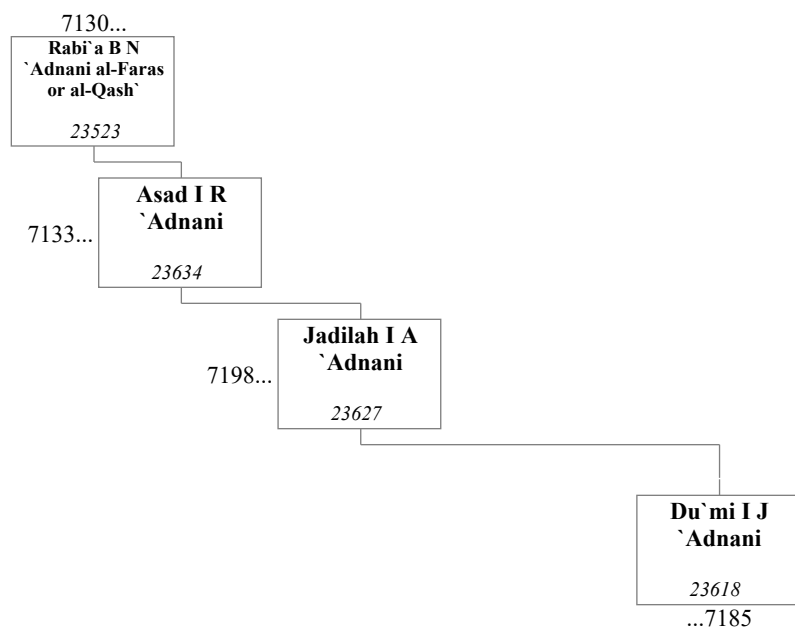 7130...
Rabi`a B N
`Adnani al-Faras
or al-Qash`
23523
Asad I R
`Adnani
7133...
23634
Jadilah I A
`Adnani
7198...
23627
Du`mi I J
`Adnani
23618
...7185